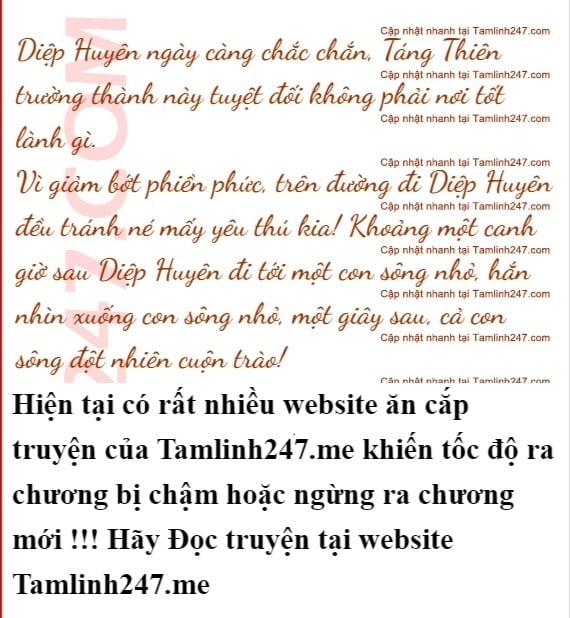 Cập nhật nhanh tại Tamlinh247.com
Diệp Huyên ngày càng chắc chắn, Táng Thiên
Cập nhật nhanh tại Tamlinh247.com
trường thành này tuyệt đối không phải nơi tốt
Cập nhật nhanh tại Tamlinh247.com
lành gì.
Cập nhật nhanh tại Tamlinh247.com
Vì giảm bớt phiền phức, trên đường đi Diệp Huyên
Cập nhật nhanh tại Tamlinh247.com
đều tránh né mấy yêu thú kia! Khoảng một canh
Cập nhật nhanh tại Tamlinh247.com
giờ sau Diệp Huyên đi tới một con sông nhỏ, hắn
Cập nhật nhanh tại Tamlinh247.com
nhìn xuống con sông nhỏ, một giây sau, cả con
Cập nhật nhanh tại Tamlinh247.com
sông đột nhiên cuộn trào!
Cập nhật nhanh tại Tamlinh247.com
247.COM
Hiện tại có rất nhiều website ăn cắp
truyện của Tamlinh247.me khiến tốc độ ra
chương bị chậm hoặc ngừng ra chương
mới !!! Hãy Đọc truyện tại website
Tamlinh247.me